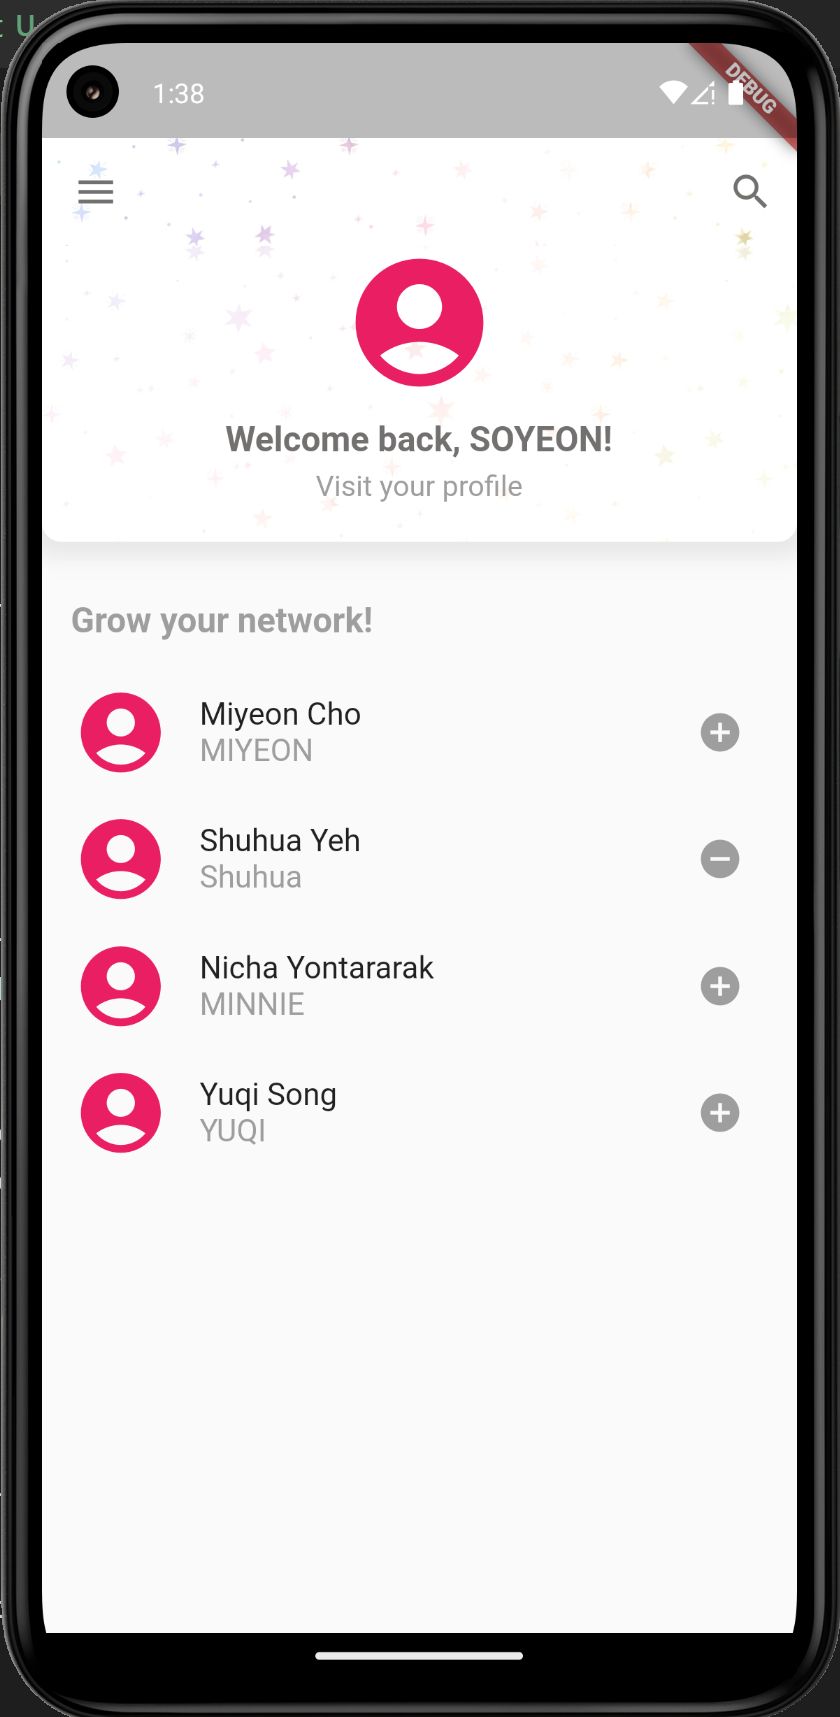 t U
1:38
DEBUG
Welcome back, SOYEON!
Visit your profile
Grow your network!
Miyeon Cho
MIYEON
Shuhua Yeh
Shuhua
Nicha Yontararak
MINNIE
Yuqi Song
YUQI